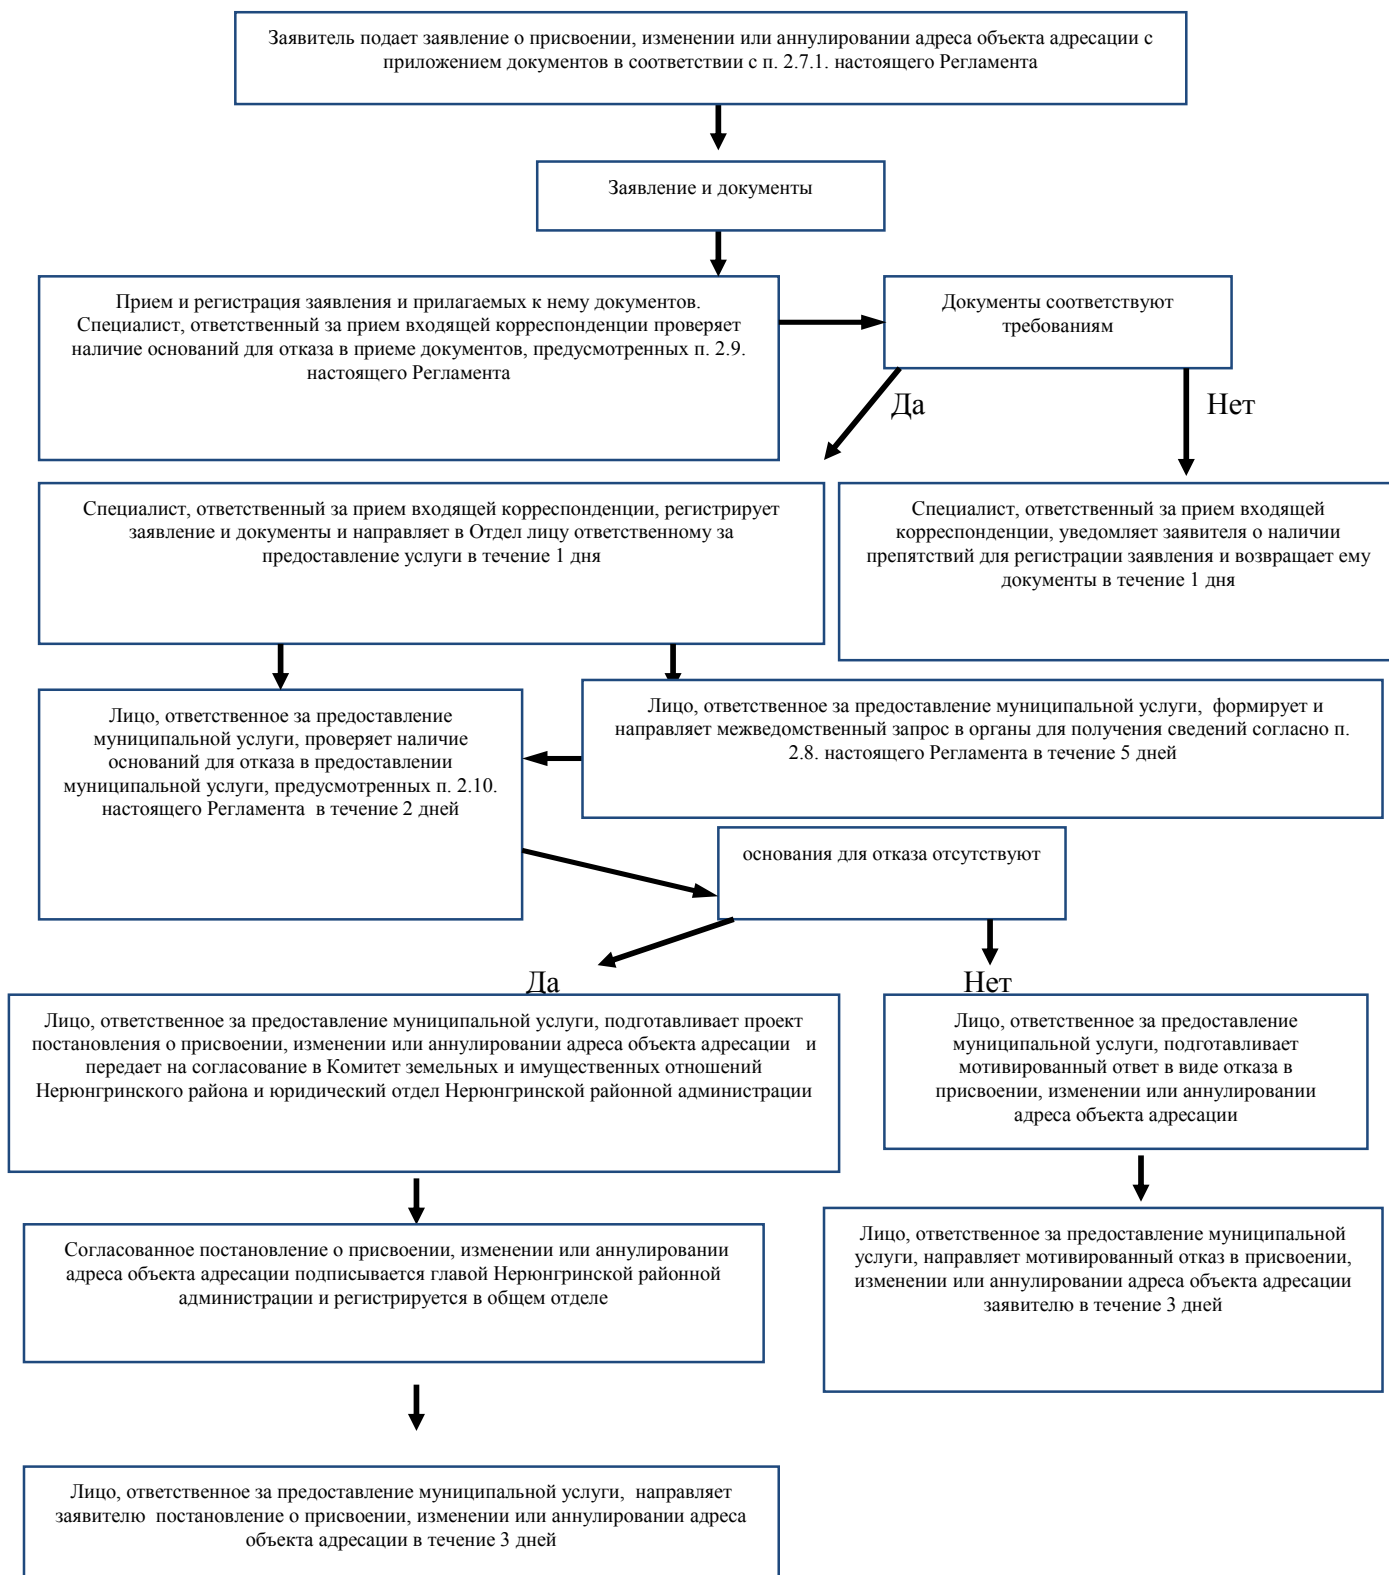 Заявитель подает заявление о присвоении, изменении или аннулировании адреса объекта адресации с
приложением документов в соответствии с п. 2.7.1. настоящего Регламента
Заявление и документы
Прием и регистрация заявления и прилагаемых к нему документов.
Специалист, ответственный за прием входящей корреспонденции проверяет
наличие оснований для отказа в приеме документов, предусмотренных п. 2.9.
настоящего Регламента
Документы соответствуют
требованиям
Да
Нет
Специалист, ответственный за прием входящей корреспонденции, регистрирует
заявление и документы и направляет в Отдел лицу ответственному за
предоставление услуги в течение 1 дня
Специалист, ответственный за прием входящей
корреспонденции, уведомляет заявителя о наличии
препятствий для регистрации заявления и возвращает ему
документы в течение 1 дня
Лицо, ответственное за предоставление
муниципальной услуги, проверяет наличие
оснований для отказа в предоставлении
муниципальной услуги, предусмотренных п. 2.10.
настоящего Регламента в течение 2 дней
Лицо, ответственное за предоставление муниципальной услуги, формирует и
направляет межведомственный запрос в органы для получения сведений согласно п.
2.8. настоящего Регламента в течение 5 дней
основания для отказа отсутствуют
Да
Нет
Лицо, ответственное за предоставление муниципальной услуги, подготавливает проект
постановления о присвоении, изменении или аннулировании адреса объекта адресации и
передает на согласование в Комитет земельных и имущественных отношений
Нерюнгринского района и юридический отдел Нерюнгринской районной администрации
Лицо, ответственное за предоставление
муниципальной услуги, подготавливает
мотивированный ответ в виде отказа в
присвоении, изменении или аннулировании
адреса объекта адресации
Согласованное постановление о присвоении, изменении или аннулировании
адреса объекта адресации подписывается главой Нерюнгринской районной
администрации и регистрируется в общем отделе
Лицо, ответственное за предоставление муниципальной
услуги, направляет мотивированный отказ в присвоении,
изменении или аннулировании адреса объекта адресации
заявителю в течение 3 дней
Лицо, ответственное за предоставление муниципальной услуги, направляет
заявителю постановление о присвоении, изменении или аннулировании адреса
объекта адресации в течение 3 дней